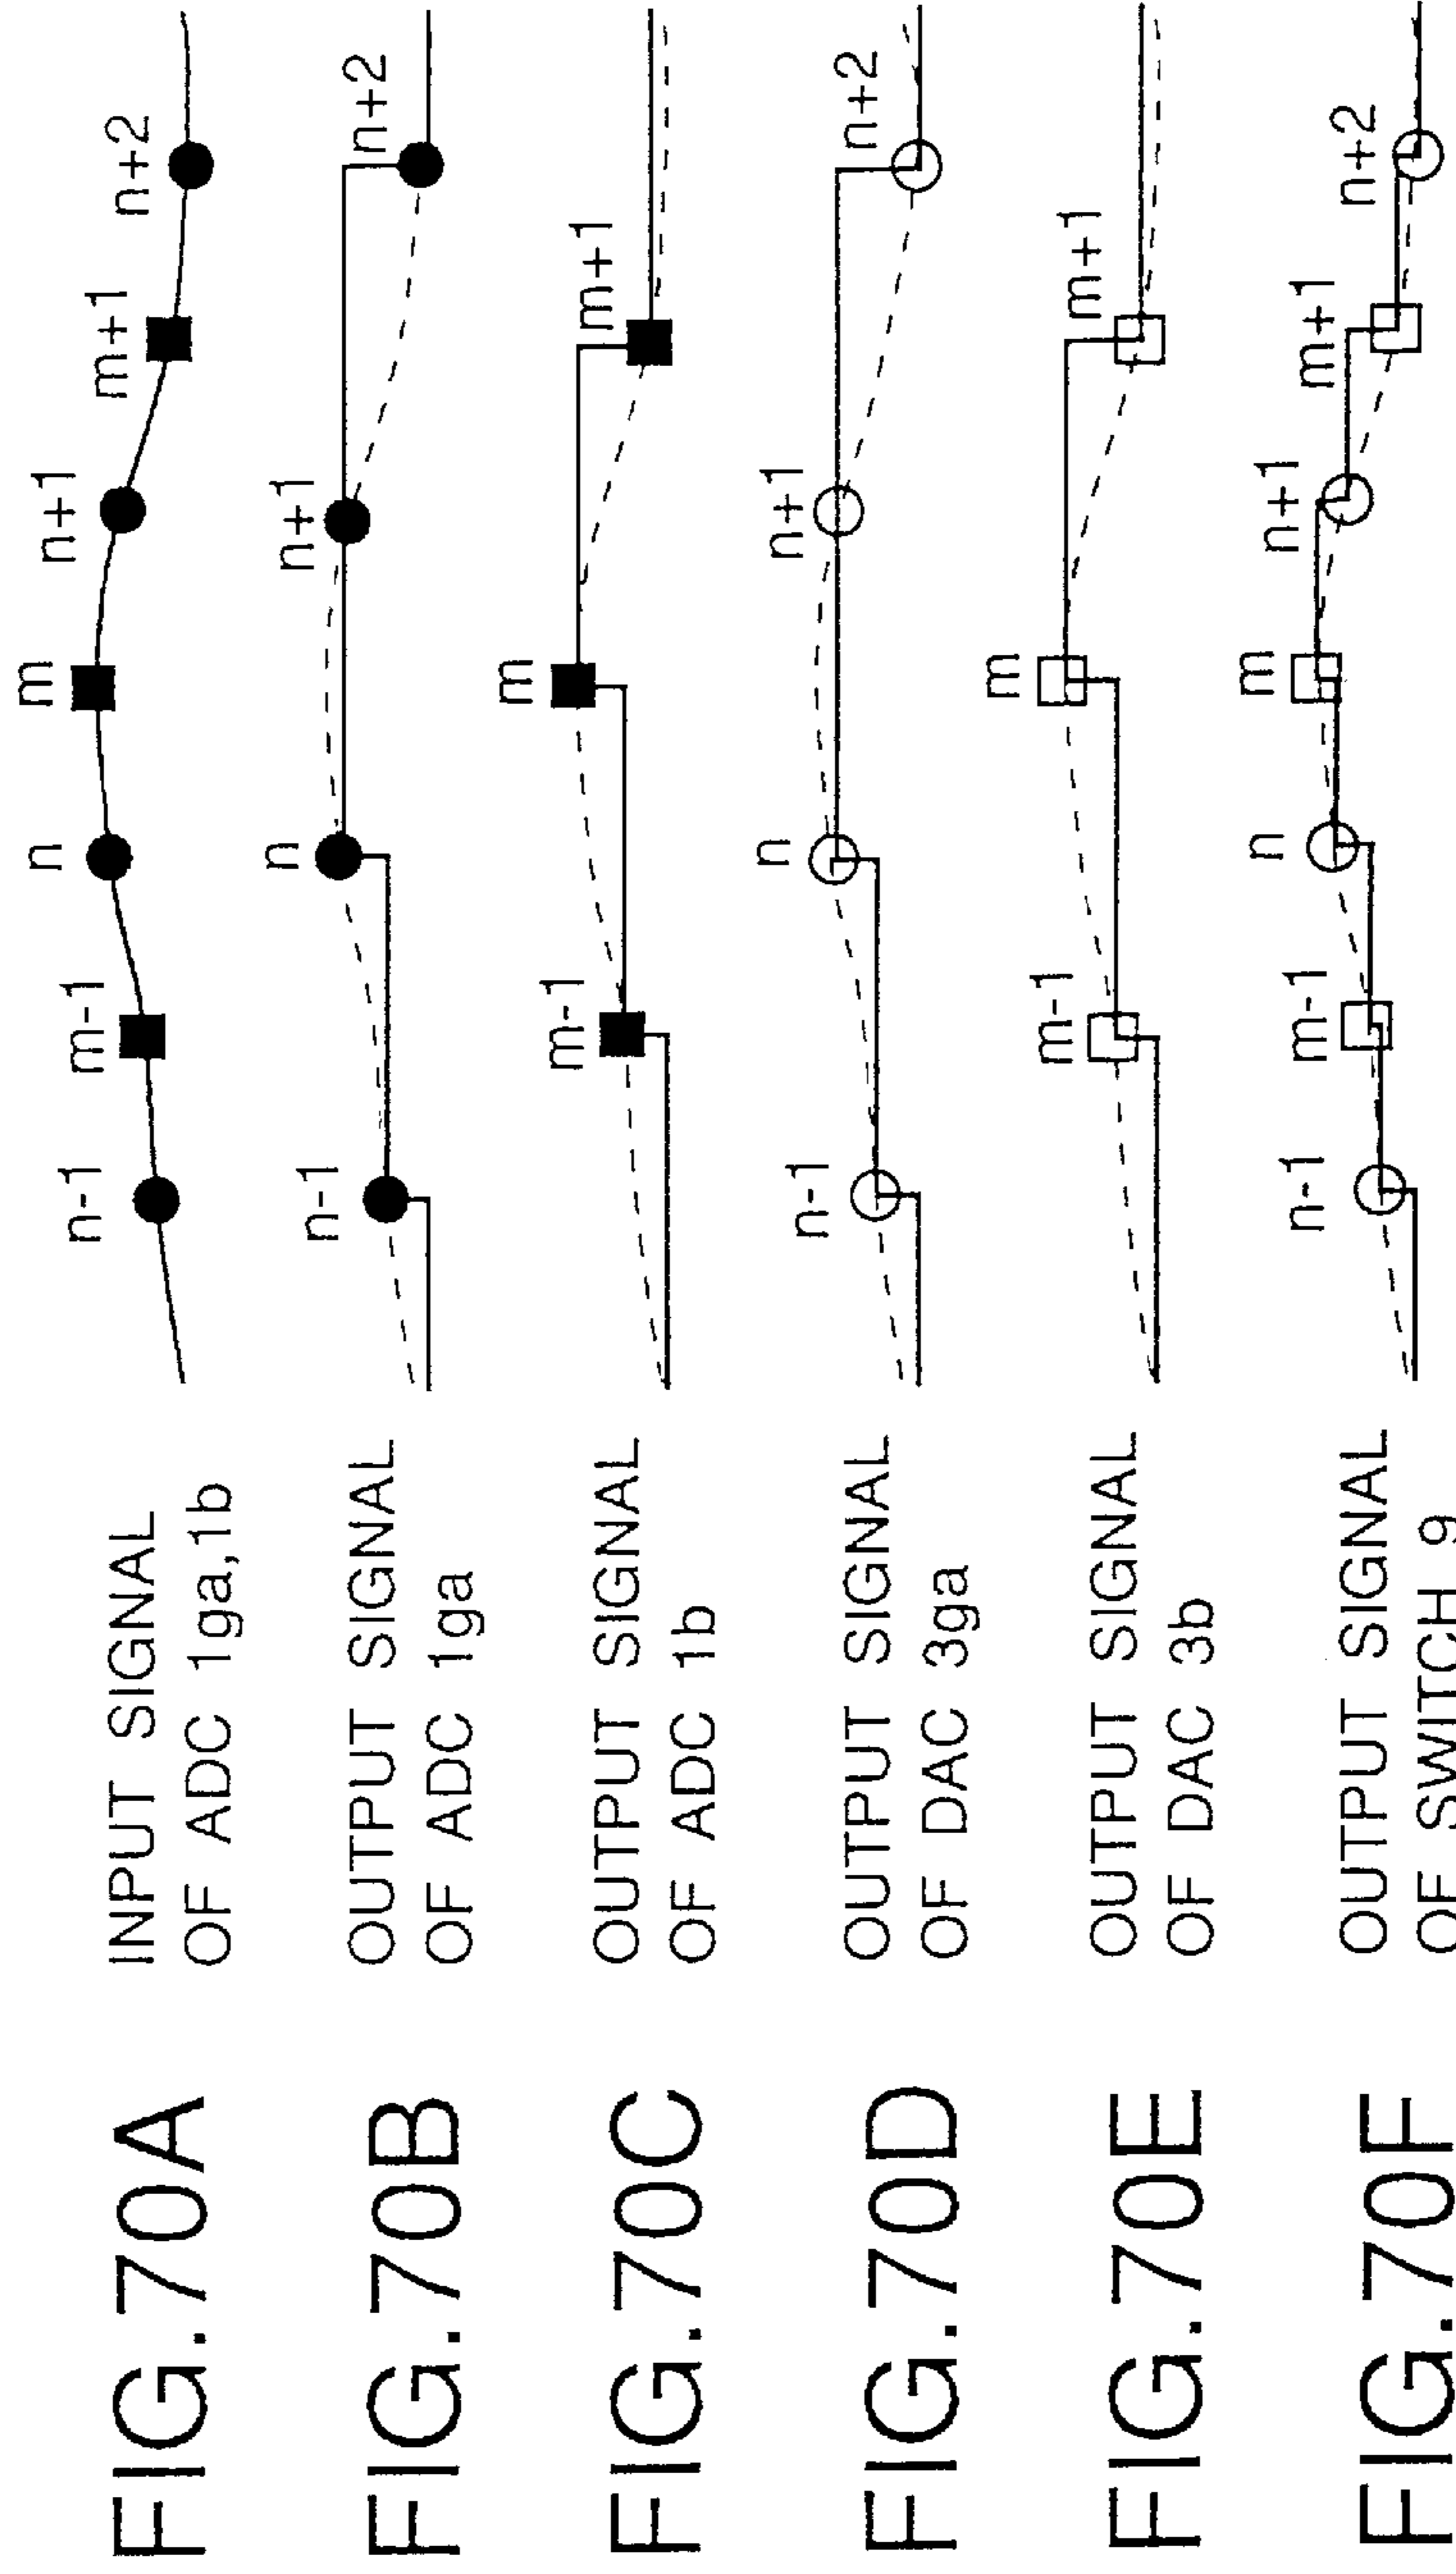 FIG.70A
INPUT SIGNAL
OF ADC 1ga,1b
n-1 m-1 n m n+1 m+1 n+2
FIG.70B
OUTPUT SIGNAL
OF ADC 1ga
n-1 n n+1 n+2
FIG.70C
OUTPUT SIGNAL
OF ADC 1b
m-1 m m+1
FIG.70D
OUTPUT SIGNAL
OF DAC 3ga
n-1 n n+1 n+2
FIG.70E
OUTPUT SIGNAL
OF DAC 3b
m-1 m m+1
FIG.70F
OUTPUT SIGNAL
OF SWITCH 9
n-1 m-1 n m n+1 m+1 n+2